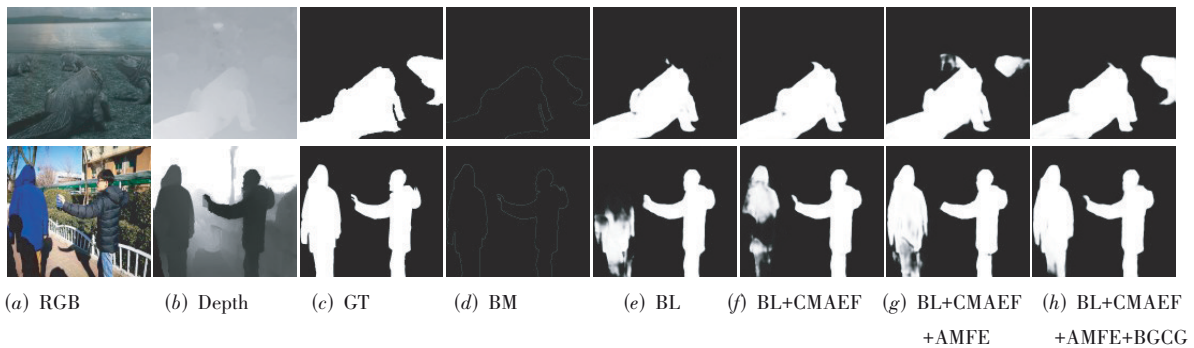 (a) RGB (b) Depth (c) GT (d) BM (e) BL (f) BL+CMAEF (g) BL+CMAEF (h) BL+CMAEF
+AMFE +AMFE+BGCG